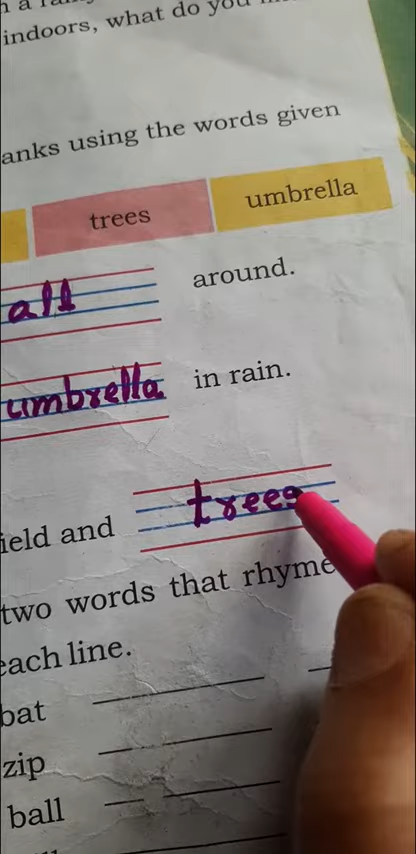 indoors, what do you
anks using the words given
trees umbrella
all around.
umbrella in rain.
ield and trees
two words that rhyme
each line.
bat
zip
ball